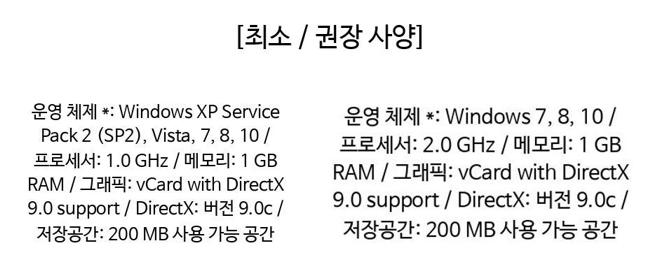 [최소 / 권장 사양]
운영 체제 *: Windows XP Service
Pack 2 (SP2), Vista, 7, 8, 10 /
프로세서: 1.0 GHz / 메모리: 1 GB
RAM / 그래픽: vCard with DirectX
9.0 support / DirectX: 버전 9.0c /
저장공간: 200 MB 사용 가능 공간
운영 체제 *: Windows 7, 8, 10 /
프로세서: 2.0 GHz / 메모리: 1 GB
RAM / 그래픽: vCard with DirectX
9.0 support / DirectX: 버전 9.0c /
저장공간: 200 MB 사용 가능 공간